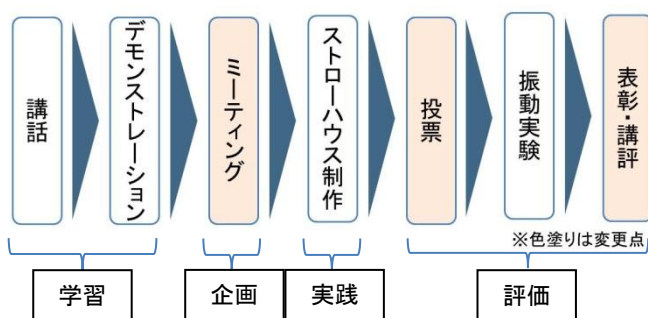 講話
デモンストレーション
ミーティング
ストローハウス制作
投票
振動実験
表彰・講評
※色塗りは変更点
学習
企画
実践
評価